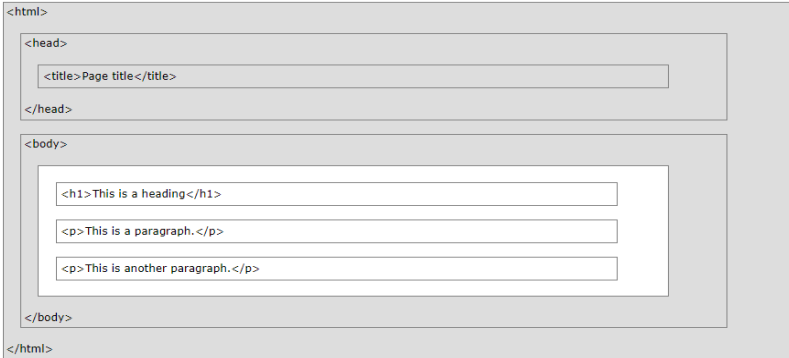 <html>
<head>
<title>Page title</title>
</head>
<body>
<h1>This is a heading</h1>
<p>This is a paragraph.</p>
<p>This is another paragraph.</p>
</body>
</html>